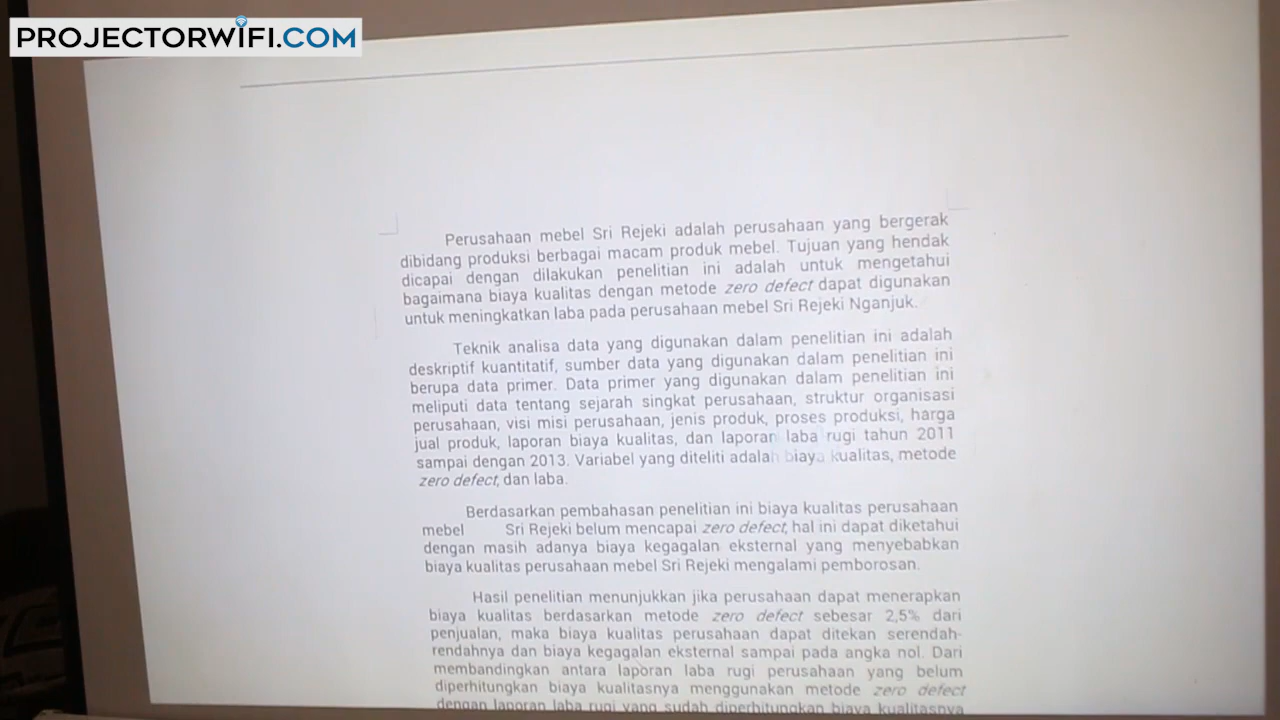 PROJECTORWIFI.COM
Perusahaan mebel Sri Rejeki adalah perusahaan yang bergerak
dibidang produksi berbagai macam produk mebel. Tujuan yang hendak
dicapai dengan dilakukan penelitian ini adalah untuk mengetahui
bagaimana biaya kualitas dengan metode zero defect dapat digunakan
untuk meningkatkan laba pada perusahaan mebel Sri Rejeki Nganjuk.
Teknik analisa data yang digunakan dalam penelitian ini adalah
deskriptif kuantitatif, sumber data yang digunakan dalam penelitian ini
berupa data primer. Data primer yang digunakan dalam penelitian ini
meliputi data tentang sejarah singkat perusahaan, struktur organisasi
perusahaan, visi misi perusahaan, jenis produk, proses produksi, harga
jual produk, laporan biaya kualitas, dan laporan laba rugi tahun 2011
sampai dengan 2013. Variabel yang diteliti adalah biaya kualitas, metode
zero defect, dan laba.
Berdasarkan pembahasan penelitian ini biaya kualitas perusahaan
mebel Sri Rejeki belum mencapai zero defect, hal ini dapat diketahui
dengan masih adanya biaya kegagalan eksternal yang menyebabkan
biaya kualitas perusahaan mebel Sri Rejeki mengalami pemborosan.
Hasil penelitian menunjukkan jika perusahaan dapat menerapkan
biaya kualitas berdasarkan metode zero defect sebesar 2,5% dari
penjualan, maka biaya kualitas perusahaan dapat ditekan serendah-
rendahnya dan biaya kegagalan eksternal sampai pada angka nol. Dari
membandingkan antara laporan laba rugi perusahaan yang belum
diperhitungkan biaya kualitasnya menggunakan metode zero defect
dengan laporan laba rugi yang sudah diperhitungkan biaya kualitasnya